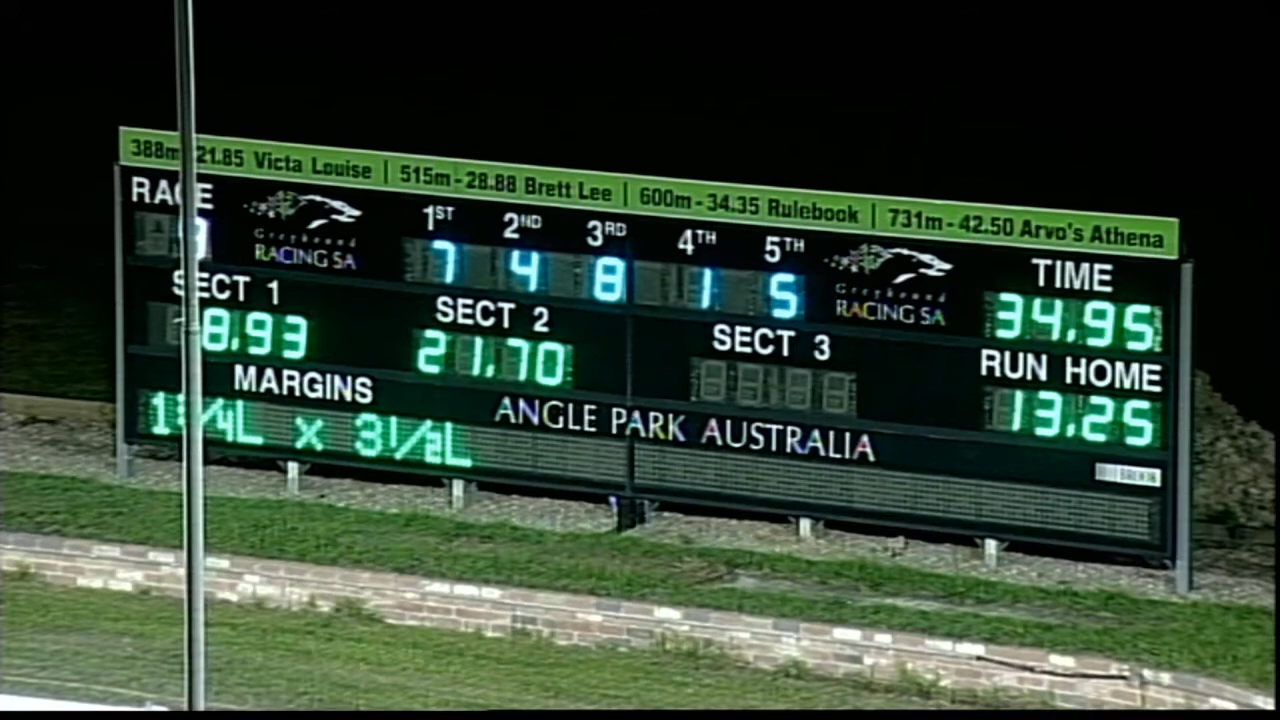 388m - 21.85 Victa Louise | 515m - 28.88 Brett Lee | 600m - 34.35 Rulebook | 731m - 42.50 Arvo's Athena
RACE 1ST 2ND 3RD 4TH 5TH TIME
9 Greyhound RACING SA 7 4 8 1 5 Greyhound RACING SA 34.95
SECT 1 SECT 2 SECT 3 RUN HOME
8.93 21.70 13.25
MARGINS ANGLE PARK AUSTRALIA
x 3 1/2L